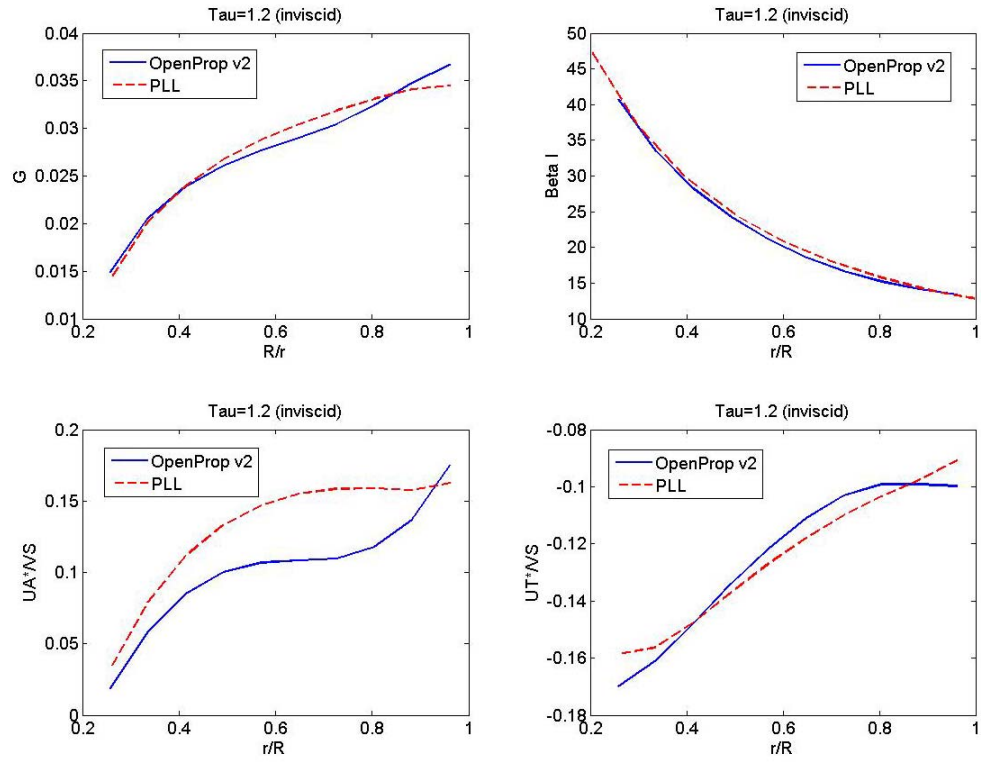 Tau=1.2 (inviscid)
0.04
0.035
0.03
0.025
0.02
0.015
0.01
G
OpenProp v2
PLL
0.2 0.4 0.6 0.8 1
R/r
Tau=1.2 (inviscid)
50
45
40
35
30
25
20
15
10
Beta I
OpenProp v2
PLL
0.2 0.4 0.6 0.8 1
r/R
Tau=1.2 (inviscid)
0.2
0.15
0.1
0.05
0
UA*/VS
OpenProp v2
PLL
0.2 0.4 0.6 0.8 1
r/R
Tau=1.2 (inviscid)
-0.08
-0.1
-0.12
-0.14
-0.16
-0.18
UT*/VS
OpenProp v2
PLL
0.2 0.4 0.6 0.8 1
r/R